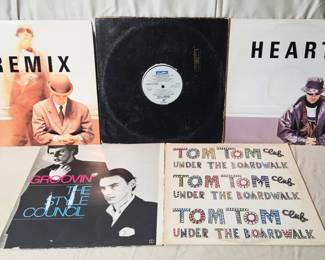 REMIX
HEART
GROOVIN'
THE
STYLE
COUNCIL
TOM TOM Club
UNDER THE BOARDWALK
TOM TOM Club
UNDER THE BOARDWALK
TOM TOM Club
UNDER THE BOARDWALK